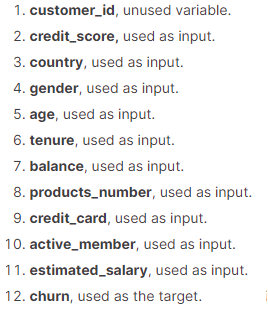 1. customer_id, unused variable.
2. credit_score, used as input.
3. country, used as input.
4. gender, used as input.
5. age, used as input.
6. tenure, used as input.
7. balance, used as input.
8. products_number, used as input.
9. credit_card, used as input.
10. active_member, used as input.
11. estimated_salary, used as input.
12. churn, used as the target.